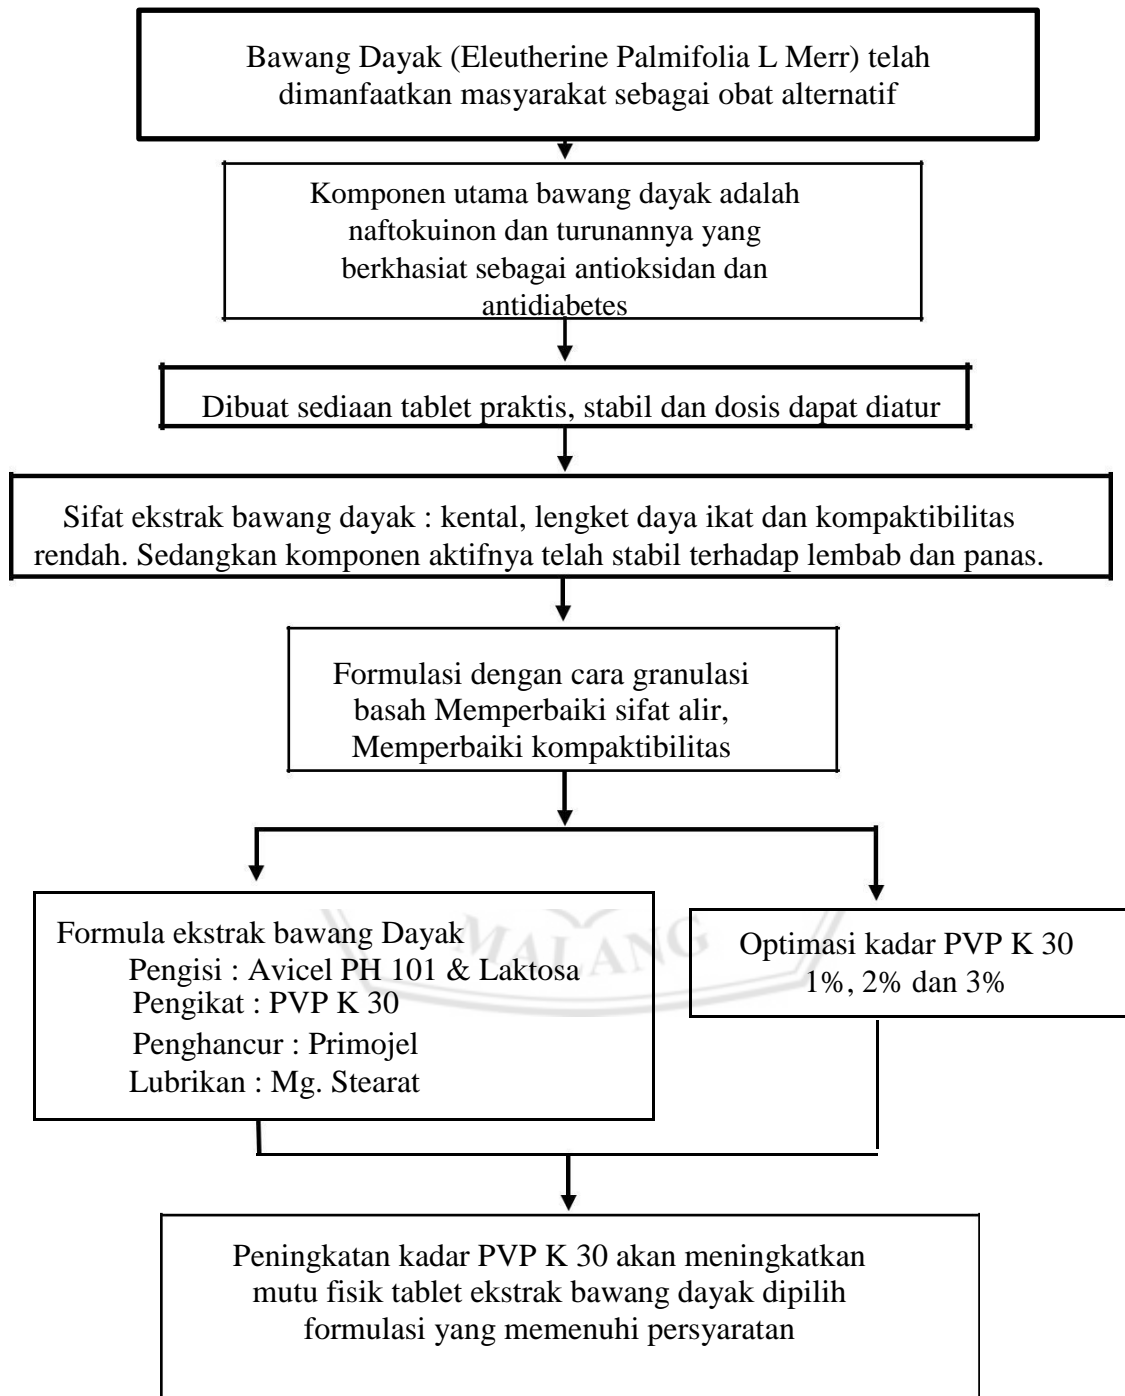 Bawang Dayak (Eleutherine Palmifolia L Merr) telah
dimanfaatkan masyarakat sebagai obat alternatif
Komponen utama bawang dayak adalah
naftokuinon dan turunannya yang
berkhasiat sebagai antioksidan dan
antidiabetes
Dibuat sediaan tablet praktis, stabil dan dosis dapat diatur
Sifat ekstrak bawang dayak : kental, lengket daya ikat dan kompaktibilitas
rendah. Sedangkan komponen aktifnya telah stabil terhadap lembab dan panas.
Formulasi dengan cara granulasi
basah Memperbaiki sifat alir,
Memperbaiki kompaktibilitas
Formula ekstrak bawang Dayak
Pengisi : Avicel PH 101 & Laktosa
Pengikat : PVP K 30
Penghancur : Primojel
Lubrikan : Mg. Stearat
MALANG
Optimasi kadar PVP K 30
1%, 2% dan 3%
Peningkatan kadar PVP K 30 akan meningkatkan
mutu fisik tablet ekstrak bawang dayak dipilih
formulasi yang memenuhi persyaratan